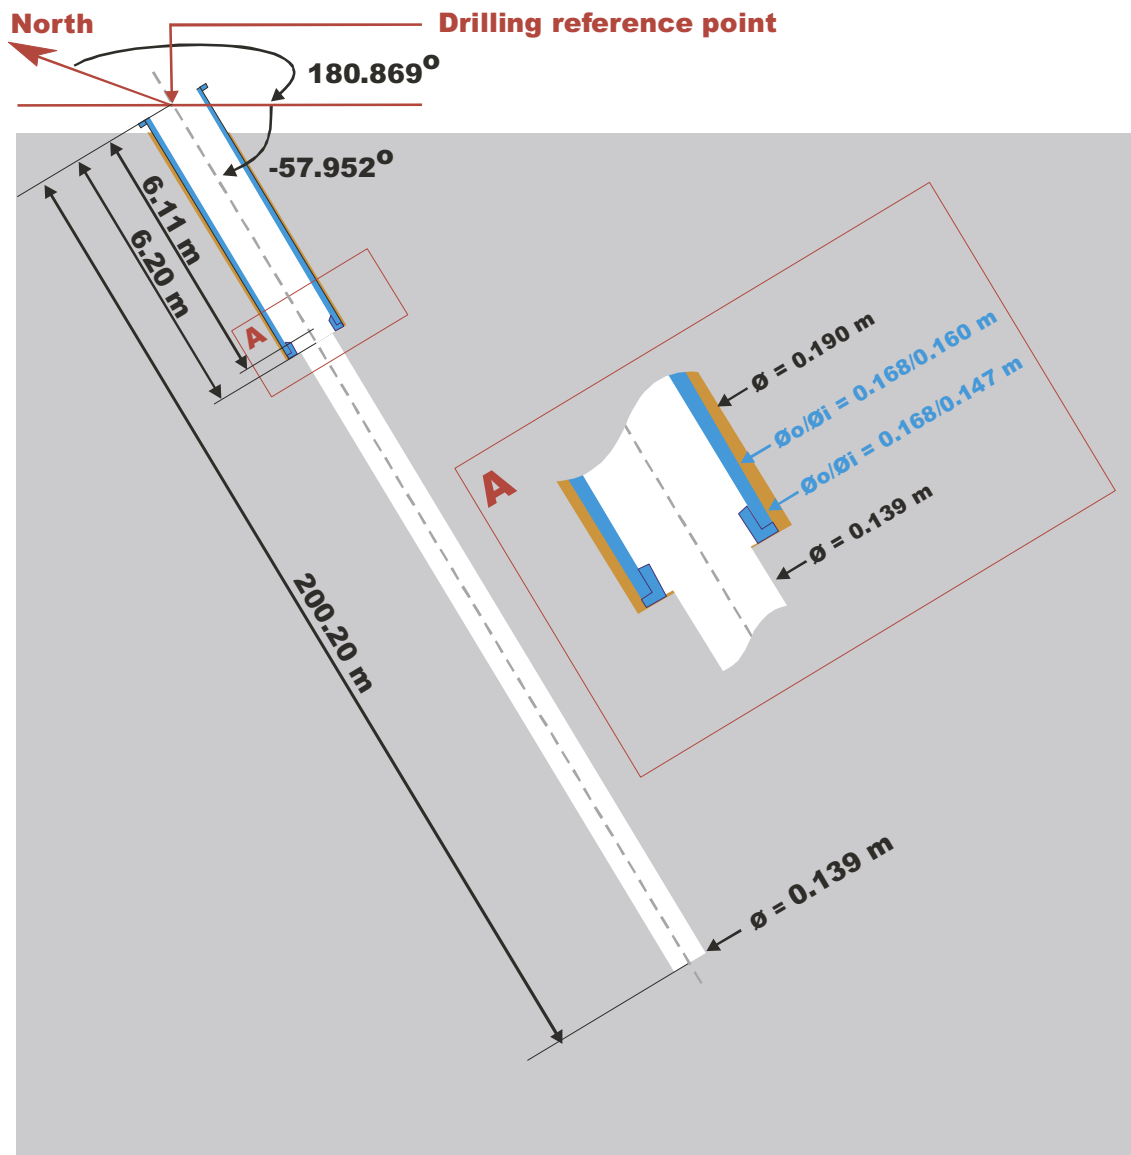 North
Drilling reference point
180.869°
-57.952°
6.11 m
6.20 m
A
200.20 m
A
ø = 0.190 m
Øo/Øi = 0.168/0.160 m
Øo/Øi = 0.168/0.147 m
ø = 0.139 m
ø = 0.139 m